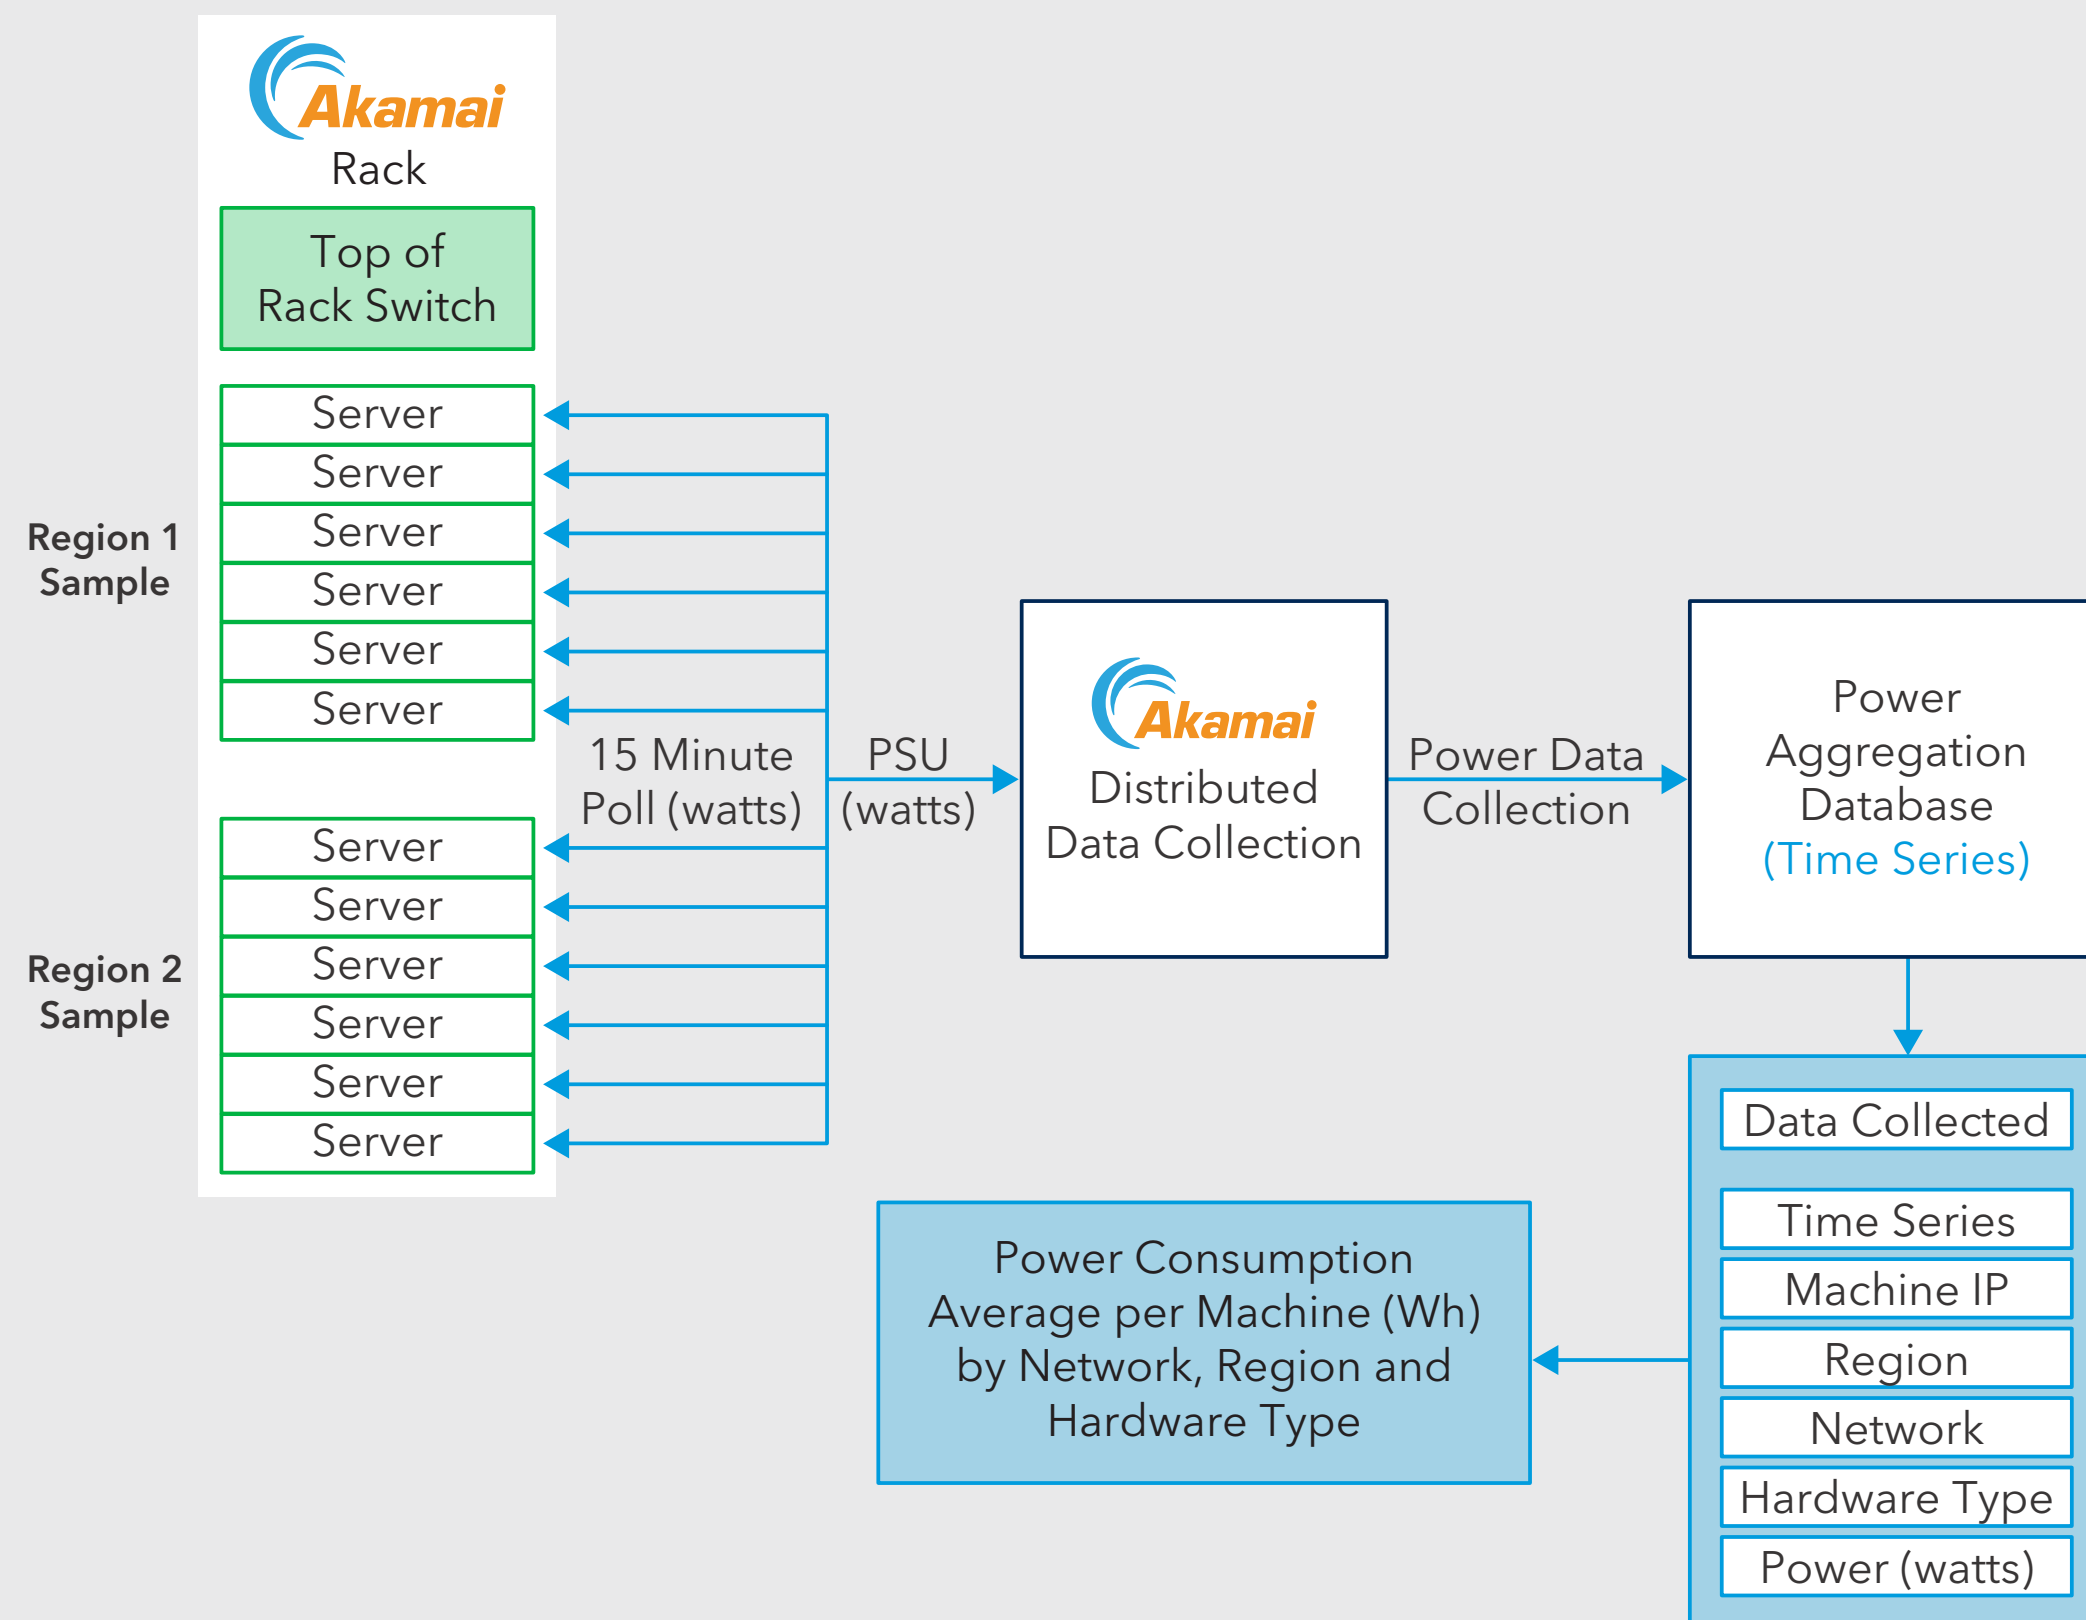 Akamai
Rack
Top of
Rack Switch
Region 1
Sample
Server
Server
Server
Server
Server
Server
Region 2
Sample
Server
Server
Server
Server
Server
Server
15 Minute
Poll (watts)
PSU
(watts)
Akamai
Distributed
Data Collection
Power Data
Collection
Power
Aggregation
Database
(Time Series)
Data Collected
Time Series
Machine IP
Region
Network
Hardware Type
Power (watts)
Power Consumption
Average per Machine (Wh)
by Network, Region and
Hardware Type